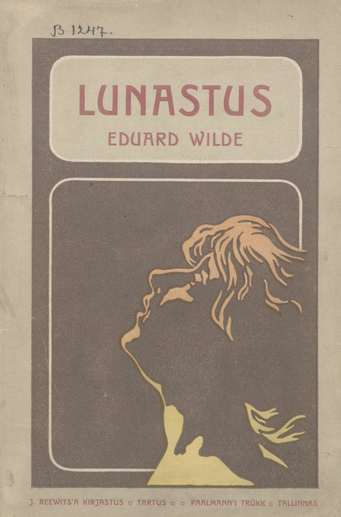 B 1247.
LUNASTUS
EDUARD WILDE
J. REEWITS'A KIRJASTUS ¤ TARTUS ¤ ¤ PAALMANN'I TRÜKK ¤ TALLINNAS